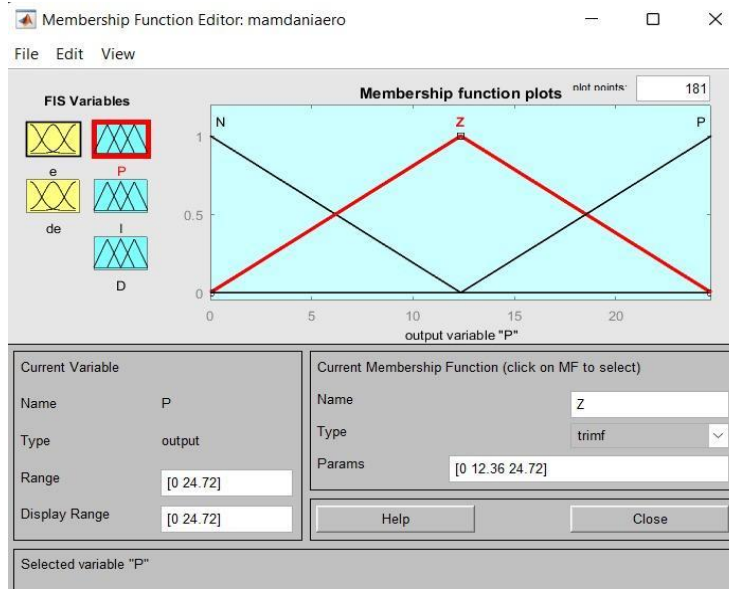 Membership Function Editor: mamdaniaero
File Edit View
FIS Variables
Membership function plots plot points: 181
e P
de I
D
N Z P
1
0.5
0
0 5 10 15 20
output variable "P"
Current Variable
Name P
Type output
Range [0 24.72]
Display Range [0 24.72]
Current Membership Function (click on MF to select)
Name Z
Type trimf
Params [0 12.36 24.72]
Help Close
Selected variable "P"